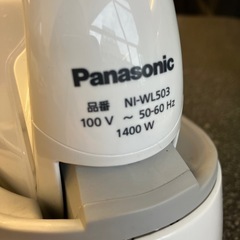 Panasonic
品番 NI-WL503
100 V ～ 50-60 Hz
1400 W